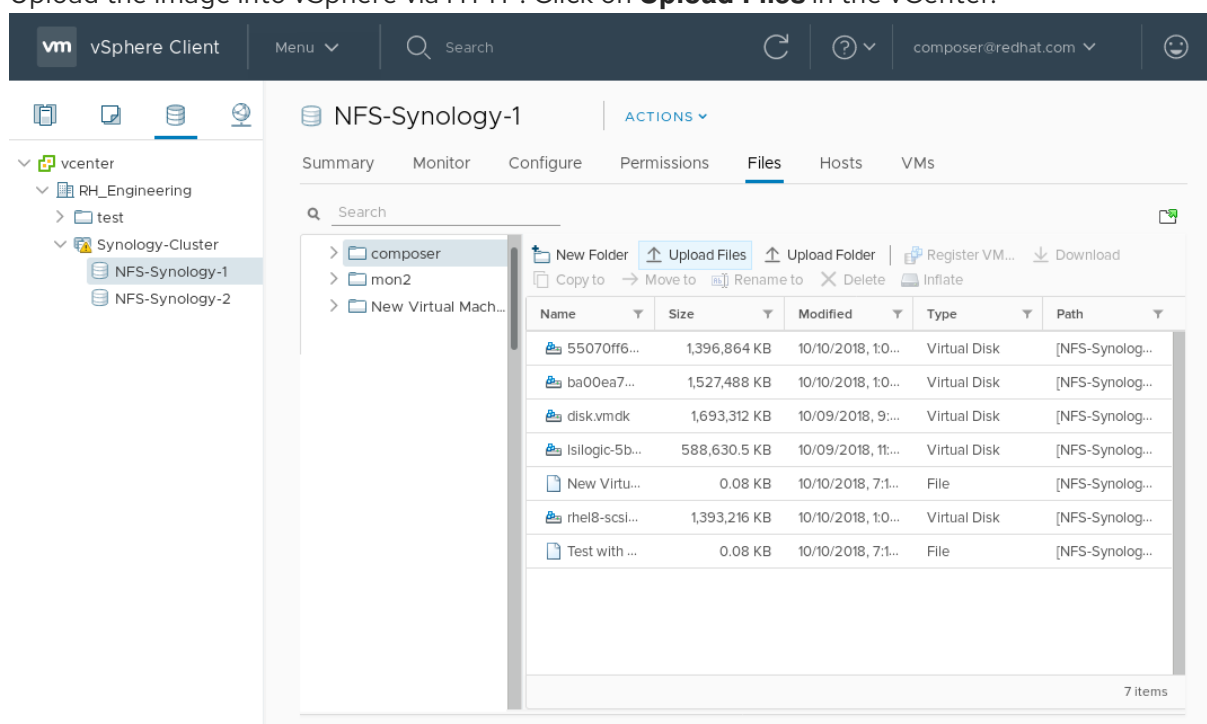 Upload the image into vSphere via HTTP. Click on Upload Files in the vCenter:
vm vSphere Client Menu Search composer@redhat.com
NFS-Synology-1 ACTIONS
vcenter
RH_Engineering
test
Synology-Cluster
NFS-Synology-1
NFS-Synology-2
Summary Monitor Configure Permissions Files Hosts VMs
Search
composer
mon2
New Virtual Mach...
New Folder Upload Files Upload Folder Register VM... Download
Copy to Move to Rename to Delete Inflate
Name Size Modified Type Path
55070ff6... 1,396,864 KB 10/10/2018, 1:0... Virtual Disk [NFS-Synolog...
ba00ea7... 1,527,488 KB 10/10/2018, 1:0... Virtual Disk [NFS-Synolog...
disk.vmdk 1,693,312 KB 10/09/2018, 9:... Virtual Disk [NFS-Synolog...
lsilogic-5b... 588,630.5 KB 10/09/2018, 11:... Virtual Disk [NFS-Synolog...
New Virtu... 0.08 KB 10/10/2018, 7:1... File [NFS-Synolog...
rhel8-scsi... 1,393,216 KB 10/10/2018, 1:0... Virtual Disk [NFS-Synolog...
Test with ... 0.08 KB 10/10/2018, 7:1... File [NFS-Synolog...
7 items